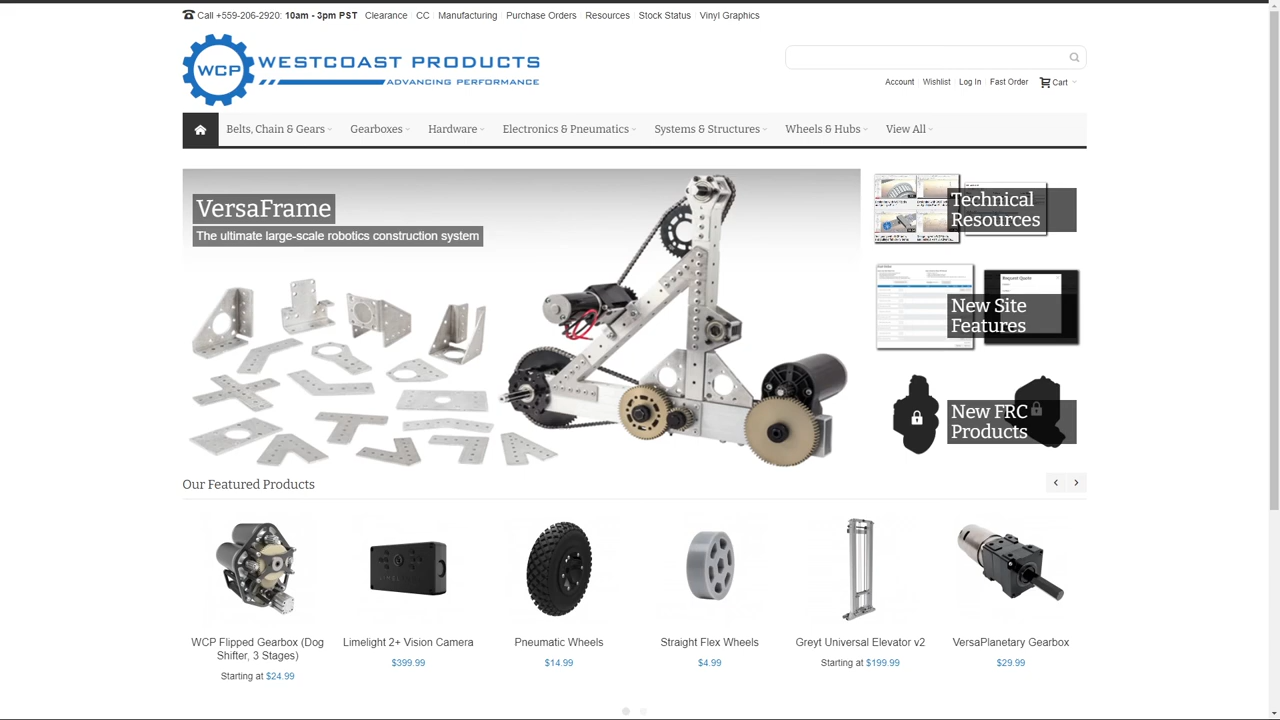 Call +559-206-2920: 10am - 3pm PST Clearance CC Manufacturing Purchase Orders Resources Stock Status Vinyl Graphics
WCP WESTCOAST PRODUCTS
ADVANCING PERFORMANCE
Account Wishlist Log In Fast Order Cart
Belts, Chain & Gears Gearboxes Hardware Electronics & Pneumatics Systems & Structures Wheels & Hubs View All
VersaFrame
The ultimate large-scale robotics construction system
Technical
Resources
Request Quote
New Site
Features
New FRC
Products
Our Featured Products
WCP Flipped Gearbox (Dog
Shifter, 3 Stages)
Starting at $24.99
Limelight 2+ Vision Camera
$399.99
Pneumatic Wheels
$14.99
Straight Flex Wheels
$4.99
Greyt Universal Elevator v2
Starting at $199.99
VersaPlanetary Gearbox
$29.99